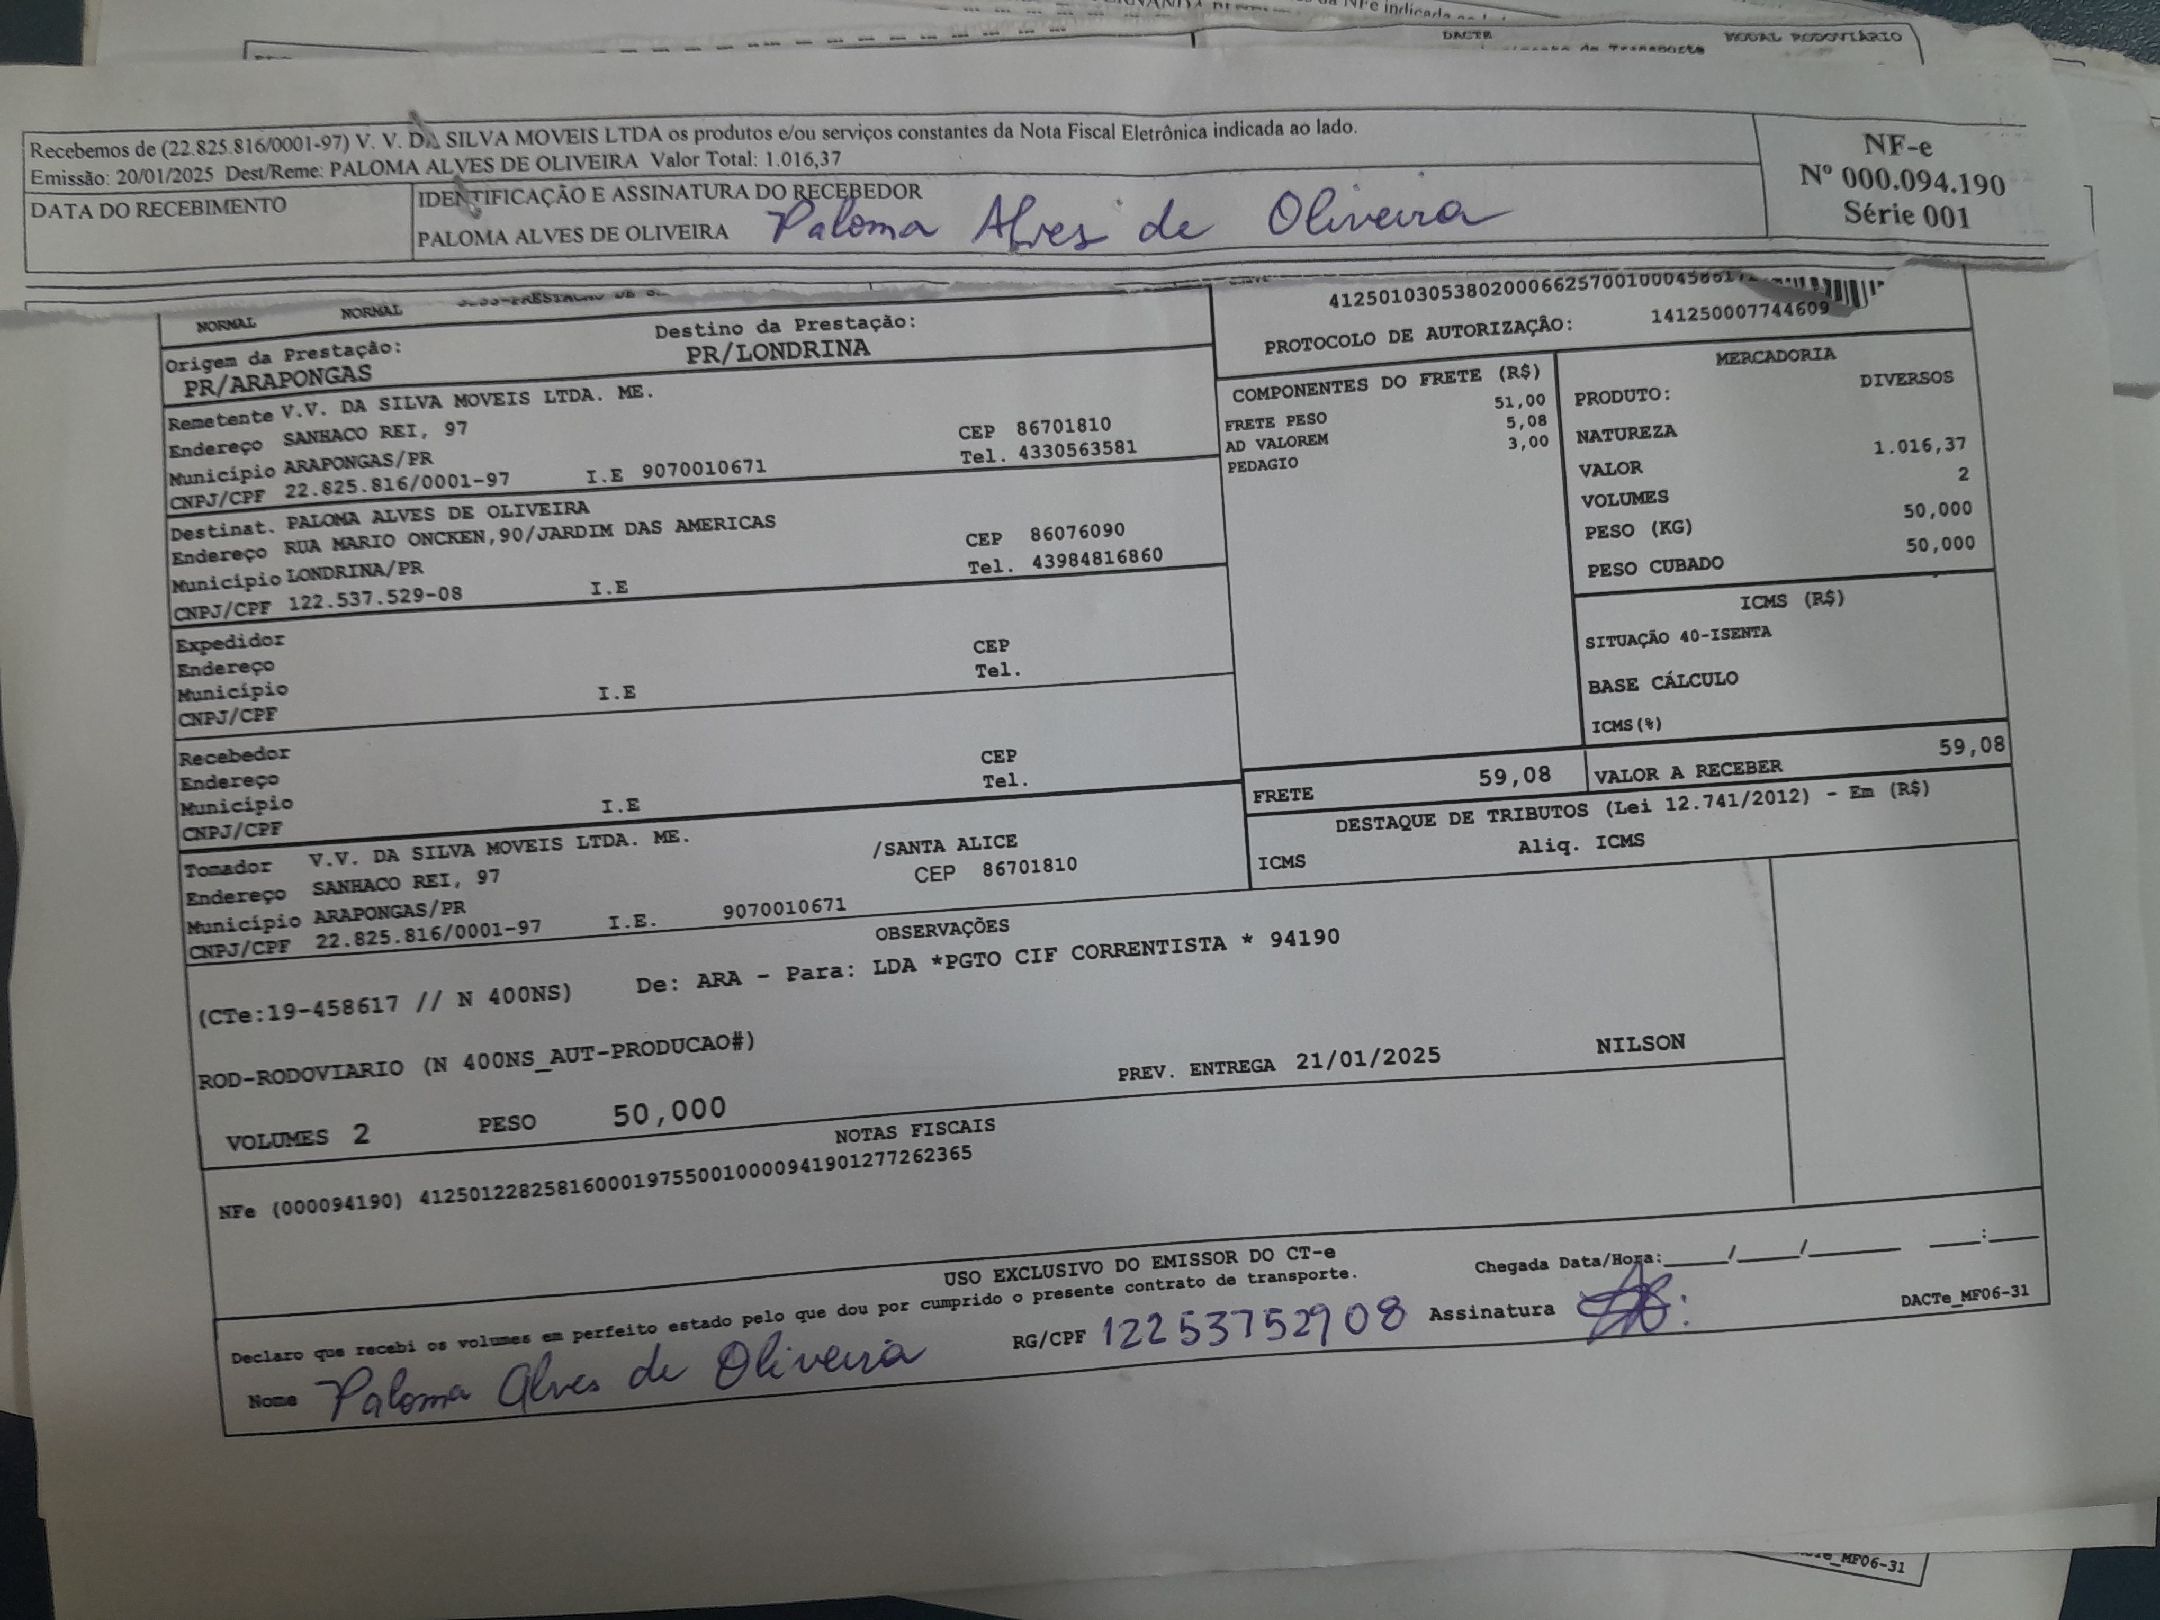 NFe indicada ao
DACTE MODAL RODOVIÁRIO
de Transporte
Recebemos de (22.825.816/0001-97) V. V. DA SILVA MOVEIS LTDA os produtos e/ou serviços constantes da Nota Fiscal Eletrônica indicada ao lado.
Emissão: 20/01/2025 Dest/Reme: PALOMA ALVES DE OLIVEIRA Valor Total: 1.016,37
DATA DO RECEBIMENTO
IDENTIFICAÇÃO E ASSINATURA DO RECEBEDOR
PALOMA ALVES DE OLIVEIRA Paloma Alves de Oliveira
NF-e
Nº 000.094.190
Série 001
NORMAL NORMAL
Origem da Prestação: Destino da Prestação:
PR/ARAPONGAS PR/LONDRINA
PROTOCOLO DE AUTORIZAÇÃO: 141250007744609
Remetente V.V. DA SILVA MOVEIS LTDA. ME.
Endereço SANHACO REI, 97 CEP 86701810
Município ARAPONGAS/PR Tel. 4330563581
CNPJ/CPF 22.825.816/0001-97 I.E 9070010671
Destinat. PALOMA ALVES DE OLIVEIRA
Endereço RUA MARIO ONCKEN,90/JARDIM DAS AMERICAS CEP 86076090
Município LONDRINA/PR Tel. 43984816860
CNPJ/CPF 122.537.529-08 I.E
Expedidor
Endereço CEP
Município Tel.
CNPJ/CPF I.E
Recebedor
Endereço CEP
Município Tel.
CNPJ/CPF I.E
Tomador V.V. DA SILVA MOVEIS LTDA. ME.
Endereço SANHACO REI, 97 /SANTA ALICE
Município ARAPONGAS/PR CEP 86701810
CNPJ/CPF 22.825.816/0001-97 I.E. 9070010671
COMPONENTES DO FRETE (R$)
FRETE PESO 51,00
AD VALOREM 5,08
PEDAGIO 3,00
MERCADORIA
PRODUTO: DIVERSOS
NATUREZA
VALOR 1.016,37
VOLUMES 2
PESO (KG) 50,000
PESO CUBADO 50,000
ICMS (R$)
SITUAÇÃO 40-ISENTA
BASE CÁLCULO
ICMS(%)
FRETE 59,08 VALOR A RECEBER 59,08
DESTAQUE DE TRIBUTOS (Lei 12.741/2012) - Em (R$)
ICMS Aliq. ICMS
OBSERVAÇÕES
(CTe:19-458617 // N 400NS) De: ARA - Para: LDA *PGTO CIF CORRENTISTA * 94190
ROD-RODOVIARIO (N 400NS_AUT-PRODUCAO#)
PREV. ENTREGA 21/01/2025 NILSON
VOLUMES 2 PESO 50,000
NOTAS FISCAIS
NFe (000094190) 41250122825816000197550010000941901277262365
USO EXCLUSIVO DO EMISSOR DO CT-e
Declaro que recebi os volumes em perfeito estado pelo que dou por cumprido o presente contrato de transporte.
Chegada Data/Hora:____/____/______ ____:____
Nome Paloma Alves de Oliveira RG/CPF 12253752908 Assinatura
DACTe_MF06-31
MF06-31